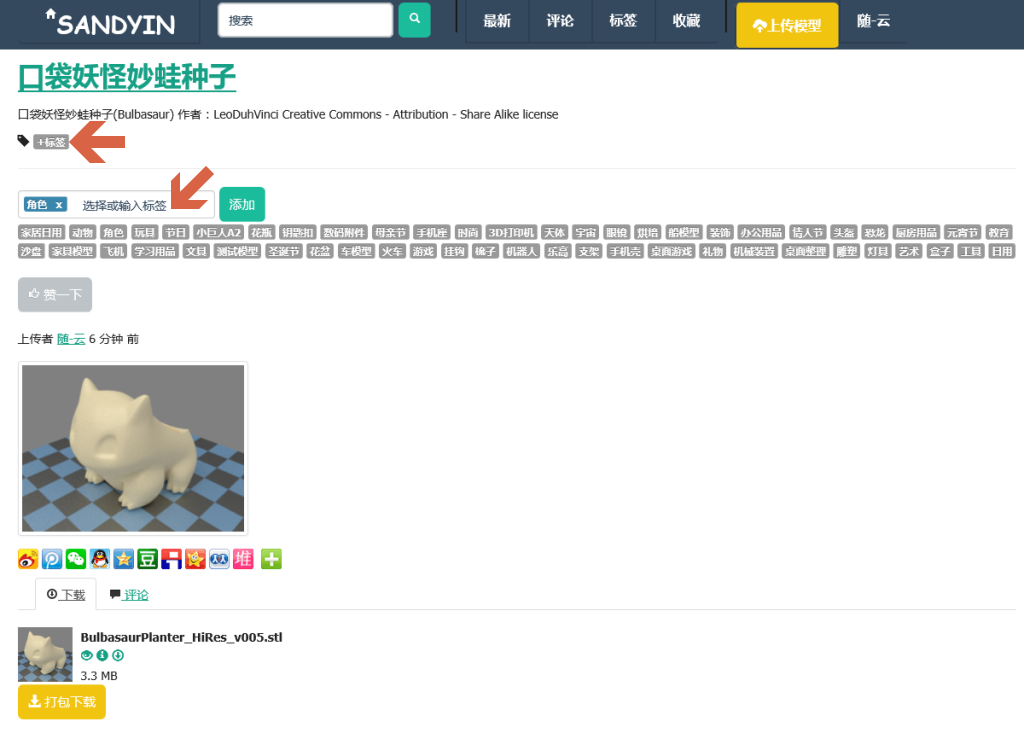 SANDYIN 搜索 最新 评论 标签 收藏 上传模型 随-云
口袋妖怪妙蛙种子
口袋妖怪妙蛙种子(Bulbasaur) 作者：LeoDuhVinci Creative Commons - Attribution - Share Alike license
+标签
角色 x 选择或输入标签 添加
家居日用 动物 角色 玩具 节日 小巨人A2 花瓶 钥匙扣 数码附件 母亲节 手机座 时尚 3D打印机 天体 宇宙 眼镜 烘培 船模型 装饰 办公用品 情人节 头盔 恐龙 厨房用品 元宵节 教育
沙盘 家具模型 飞机 学习用品 文具 测试模型 圣诞节 花盆 车模型 火车 游戏 挂钩 梯子 机器人 乐高 支架 手机壳 桌面游戏 礼物 机械装置 桌面整理 雕塑 灯具 艺术 盒子 工具 日用
赞一下
上传者 随-云 6 分钟 前
豆 堆
下载 评论
BulbasaurPlanter_HiRes_v005.stl
3.3 MB
打包下载